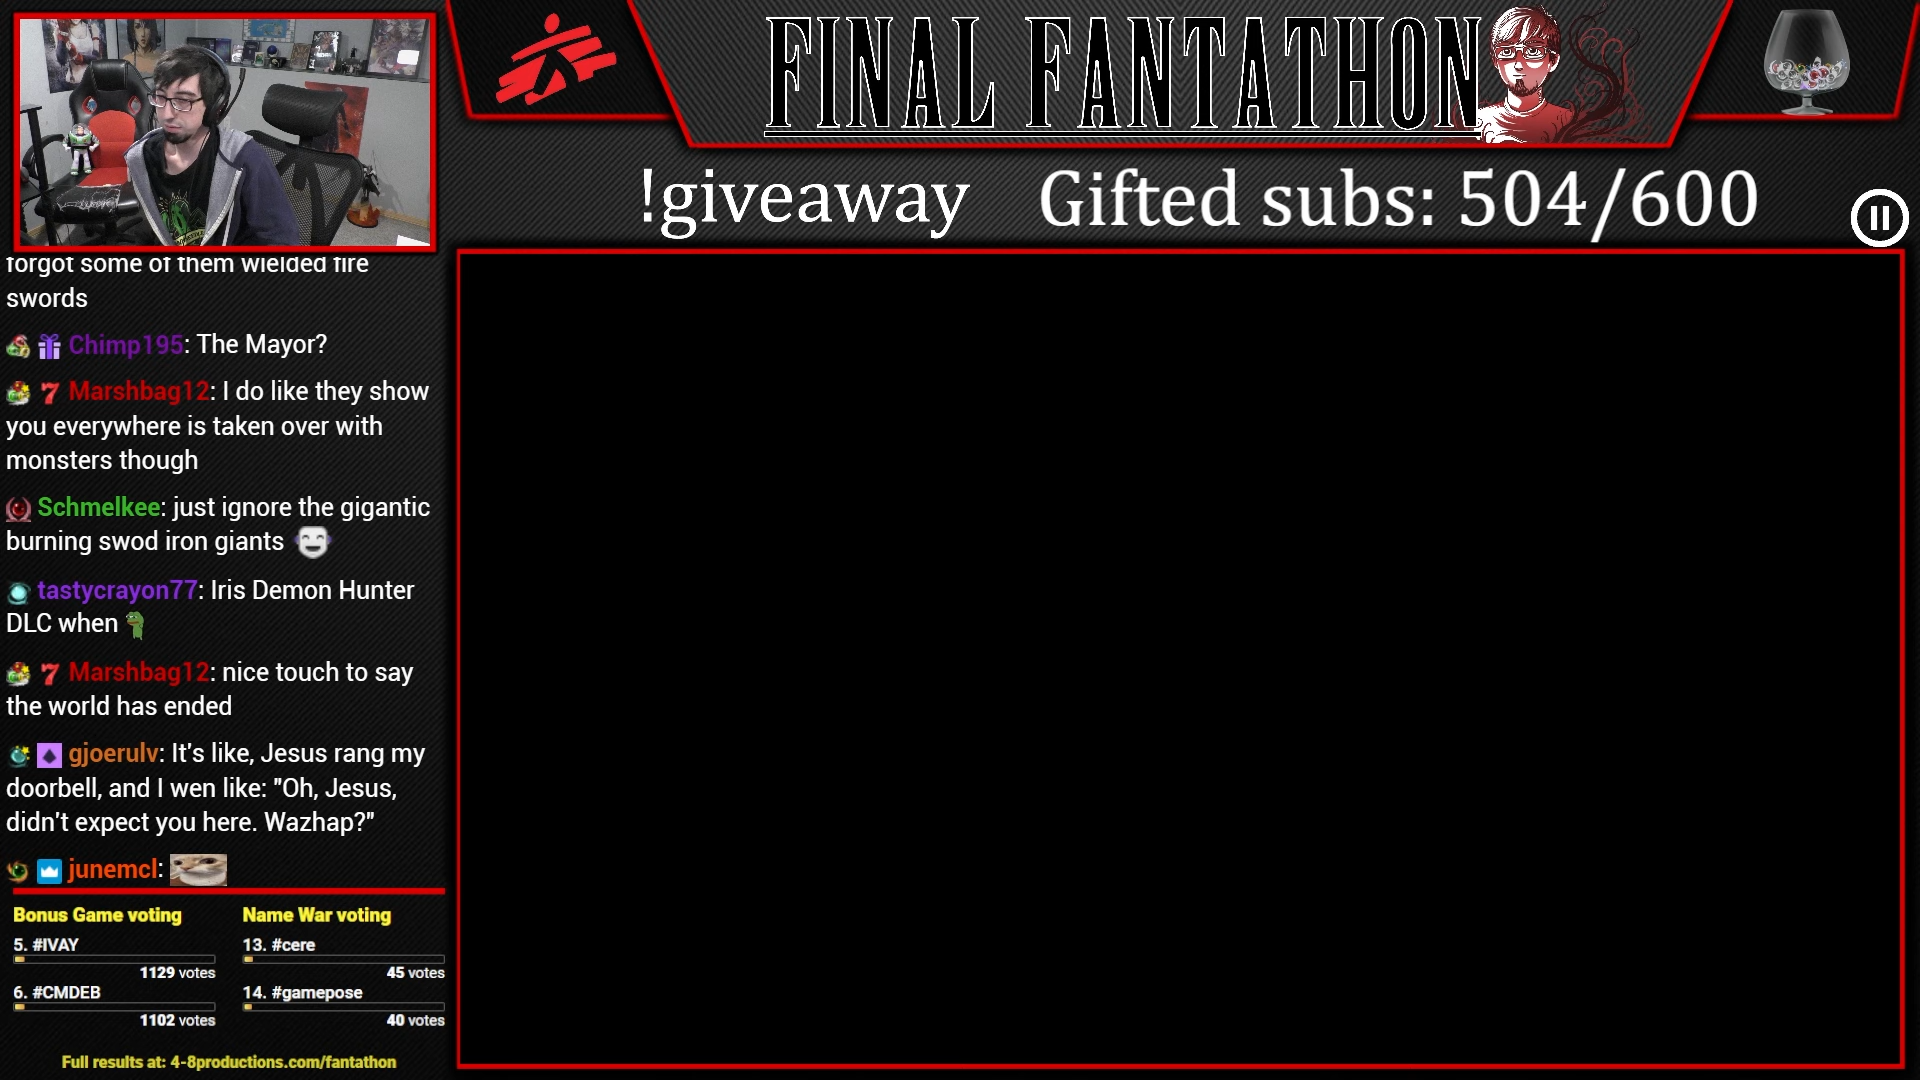 FINAL FANTATHON
!giveaway Gifted subs: 504/600
forgot some of them wielded fire
swords
Chimp195: The Mayor?
7 Marshbag12: I do like they show
you everywhere is taken over with
monsters though
Schmelkee: just ignore the gigantic
burning swod iron giants
tastycrayon77: Iris Demon Hunter
DLC when
7 Marshbag12: nice touch to say
the world has ended
gjoerulv: It's like, Jesus rang my
doorbell, and I wen like: "Oh, Jesus,
didn't expect you here. Wazhap?"
junemcl:
Bonus Game voting
5. #IVAY
1129 votes
6. #CMDEB
1102 votes
Name War voting
13. #cere
45 votes
14. #gamepose
40 votes
Full results at: 4-8productions.com/fantathon